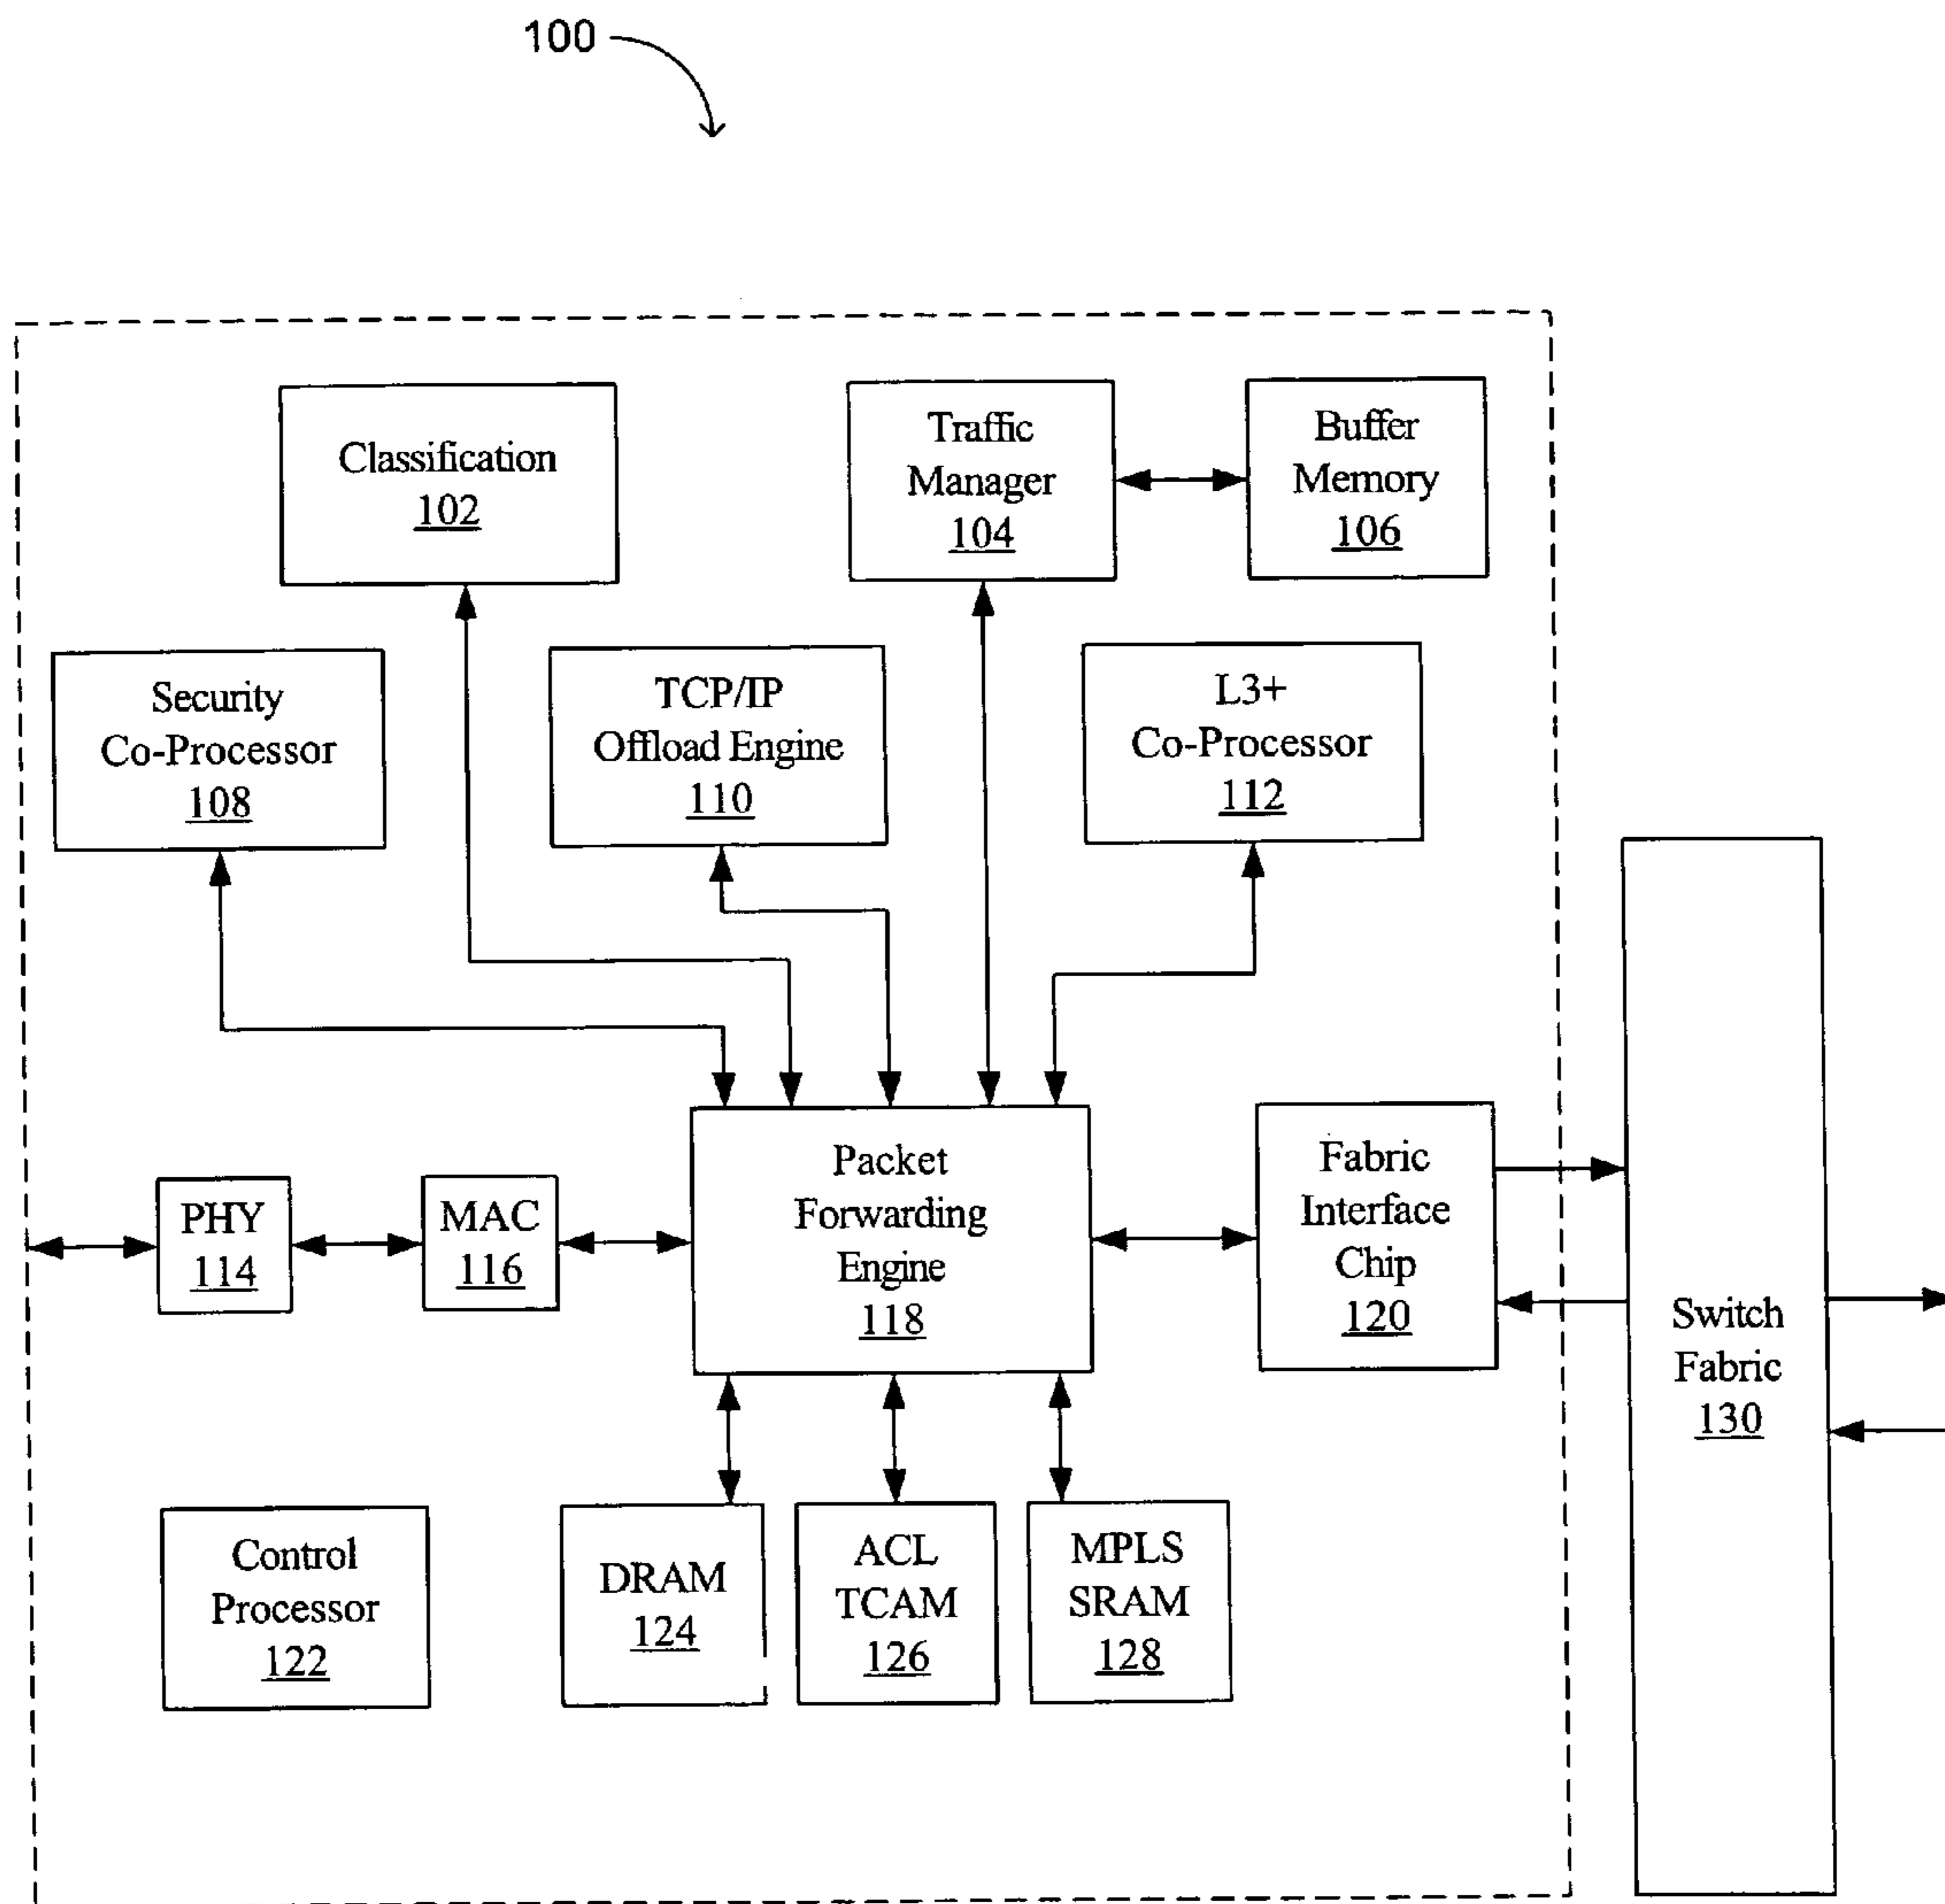 100
Classification
102
Traffic
Manager
104
Buffer
Memory
106
Security
Co-Processor
108
TCP/IP
Offload Engine
110
L3+
Co-Processor
112
PHY
114
MAC
116
Packet
Forwarding
Engine
118
Fabric
Interface
Chip
120
Switch
Fabric
130
Control
Processor
122
DRAM
124
ACL
TCAM
126
MPLS
SRAM
128